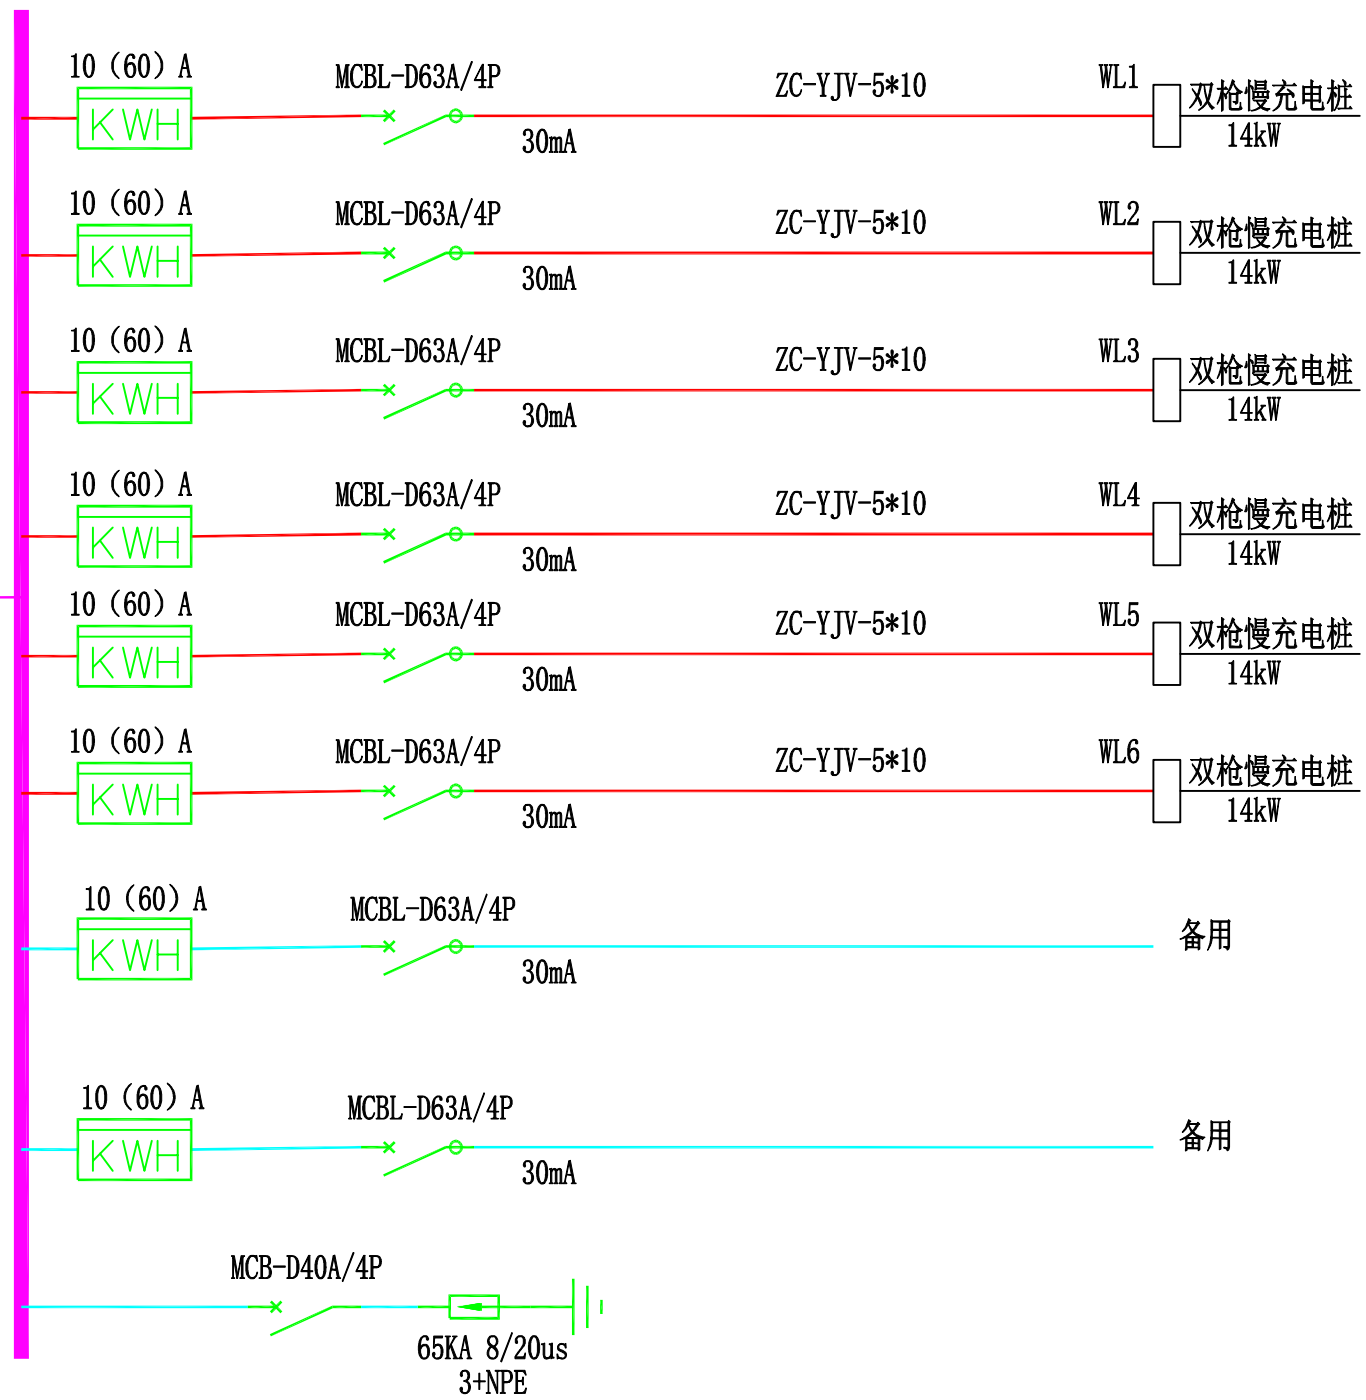 10（60）A
MCBL-D63A/4P
ZC-YJV-5*10
WL1
双枪慢充电桩
KWH
30mA
14kW
10（60）A
MCBL-D63A/4P
ZC-YJV-5*10
WL2
双枪慢充电桩
KWH
30mA
14kW
10（60）A
MCBL-D63A/4P
ZC-YJV-5*10
WL3
双枪慢充电桩
KWH
30mA
14kW
10（60）A
MCBL-D63A/4P
ZC-YJV-5*10
WL4
双枪慢充电桩
KWH
30mA
14kW
10（60）A
MCBL-D63A/4P
ZC-YJV-5*10
WL5
双枪慢充电桩
KWH
30mA
14kW
10（60）A
MCBL-D63A/4P
ZC-YJV-5*10
WL6
双枪慢充电桩
KWH
30mA
14kW
10（60）A
MCBL-D63A/4P
备用
KWH
30mA
10（60）A
MCBL-D63A/4P
备用
KWH
30mA
MCB-D40A/4P
65KA 8/20us
3+NPE